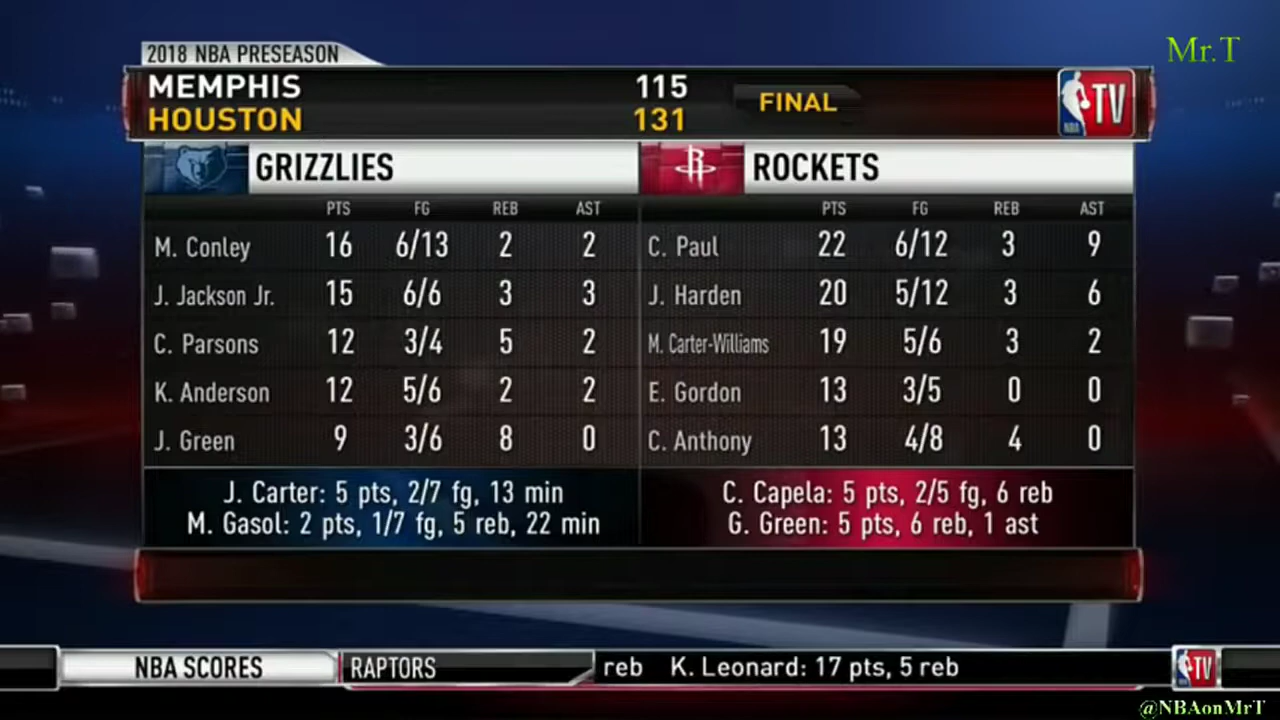 Mr.T
2018 NBA PRESEASON
MEMPHIS 115
HOUSTON 131
FINAL
NBA TV
GRIZZLIES
PTS FG REB AST
M. Conley 16 6/13 2 2
J. Jackson Jr. 15 6/6 3 3
C. Parsons 12 3/4 5 2
K. Anderson 12 5/6 2 2
J. Green 9 3/6 8 0
J. Carter: 5 pts, 2/7 fg, 13 min
M. Gasol: 2 pts, 1/7 fg, 5 reb, 22 min
R ROCKETS
PTS FG REB AST
C. Paul 22 6/12 3 9
J. Harden 20 5/12 3 6
M. Carter-Williams 19 5/6 3 2
E. Gordon 13 3/5 0 0
C. Anthony 13 4/8 4 0
C. Capela: 5 pts, 2/5 fg, 6 reb
G. Green: 5 pts, 6 reb, 1 ast
NBA SCORES RAPTORS reb K. Leonard: 17 pts, 5 reb NBA TV
@NBAonMrT